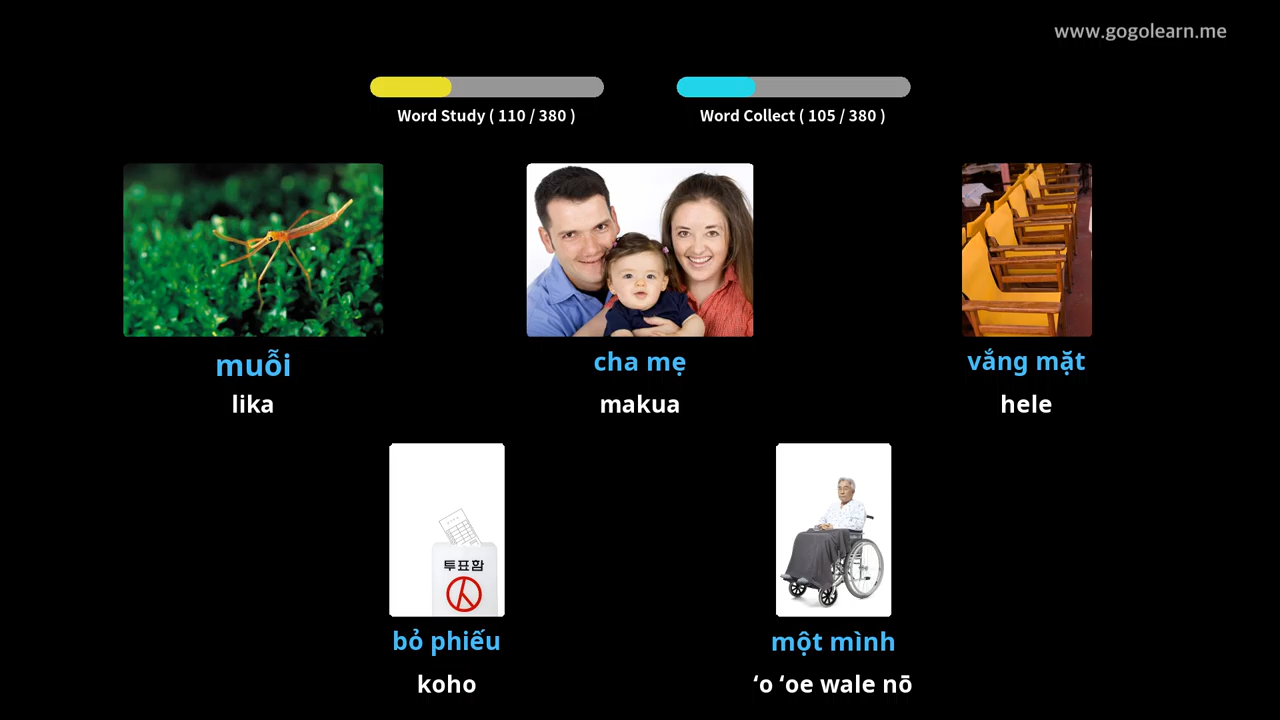 www.gogolearn.me
Word Study ( 110 / 380 )
Word Collect ( 105 / 380 )
muỗi
lika
cha mẹ
makua
vắng mặt
hele
투표함
bỏ phiếu
koho
một mình
ʻo ʻoe wale nō